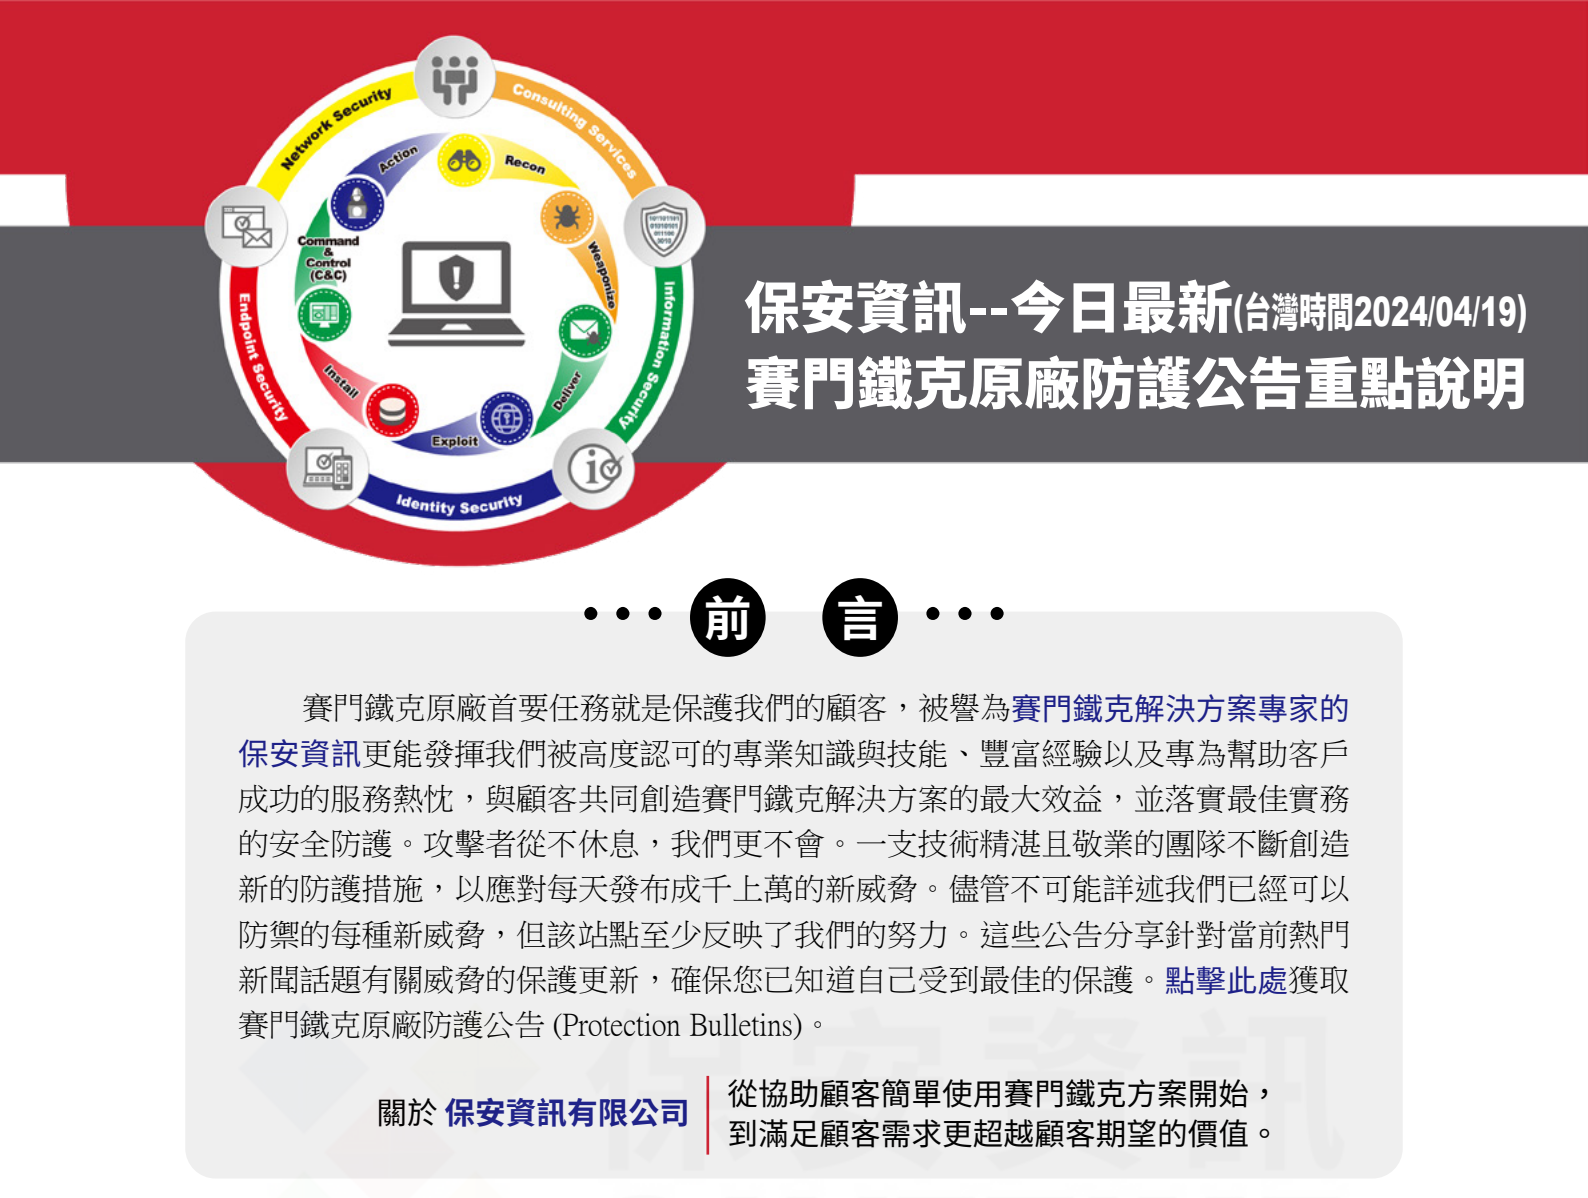 Network Security
Consulting Services
Action
Recon
Command
&
Control
(C&C)
Weaponize
101101101
01010101
011100
0010
Endpoint Security
Information Security
Install
Deliver
Exploit
Identity Security
保安資訊--今日最新(台灣時間2024/04/19)
賽門鐵克原廠防護公告重點說明
前 言
賽門鐵克原廠首要任務就是保護我們的顧客，被譽為賽門鐵克解決方案專家的
保安資訊更能發揮我們被高度認可的專業知識與技能、豐富經驗以及專為幫助客戶
成功的服務熱忱，與顧客共同創造賽門鐵克解決方案的最大效益，並落實最佳實務
的安全防護。攻擊者從不休息，我們更不會。一支技術精湛且敬業的團隊不斷創造
新的防護措施，以應對每天發布成千上萬的新威脅。儘管不可能詳述我們已經可以
防禦的每種新威脅，但該站點至少反映了我們的努力。這些公告分享針對當前熱門
新聞話題有關威脅的保護更新，確保您已知道自己受到最佳的保護。點擊此處獲取
賽門鐵克原廠防護公告 (Protection Bulletins)。
保安資訊
關於 保安資訊有限公司
從協助顧客簡單使用賽門鐵克方案開始，
到滿足顧客需求更超越顧客期望的價值。